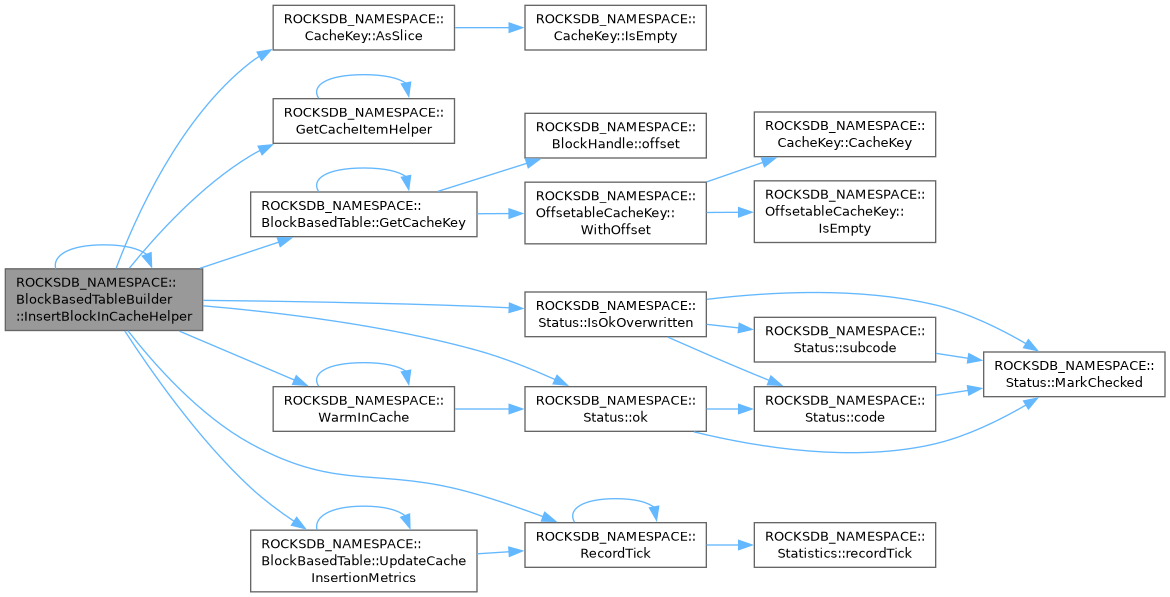 ROCKSDB_NAMESPACE::
CacheKey::AsSlice
ROCKSDB_NAMESPACE::
CacheKey::IsEmpty
ROCKSDB_NAMESPACE::
GetCacheItemHelper
ROCKSDB_NAMESPACE::
BlockHandle::offset
ROCKSDB_NAMESPACE::
CacheKey::CacheKey
ROCKSDB_NAMESPACE::
BlockBasedTable::GetCacheKey
ROCKSDB_NAMESPACE::
OffsetableCacheKey::
WithOffset
ROCKSDB_NAMESPACE::
OffsetableCacheKey::
IsEmpty
ROCKSDB_NAMESPACE::
BlockBasedTableBuilder
::InsertBlockInCacheHelper
ROCKSDB_NAMESPACE::
Status::IsOkOverwritten
ROCKSDB_NAMESPACE::
Status::subcode
ROCKSDB_NAMESPACE::
Status::MarkChecked
ROCKSDB_NAMESPACE::
WarmInCache
ROCKSDB_NAMESPACE::
Status::ok
ROCKSDB_NAMESPACE::
Status::code
ROCKSDB_NAMESPACE::
BlockBasedTable::UpdateCache
InsertionMetrics
ROCKSDB_NAMESPACE::
RecordTick
ROCKSDB_NAMESPACE::
Statistics::recordTick